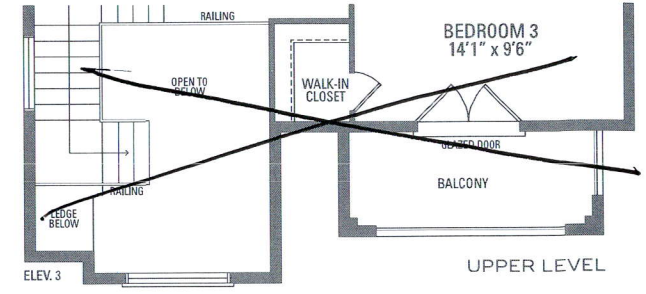 RAILING
BEDROOM 3
14'1" x 9'6"
OPEN TO
BELOW
WALK-IN
CLOSET
GLAZED DOOR
BALCONY
RAILING
LEDGE
BELOW
ELEV. 3
UPPER LEVEL